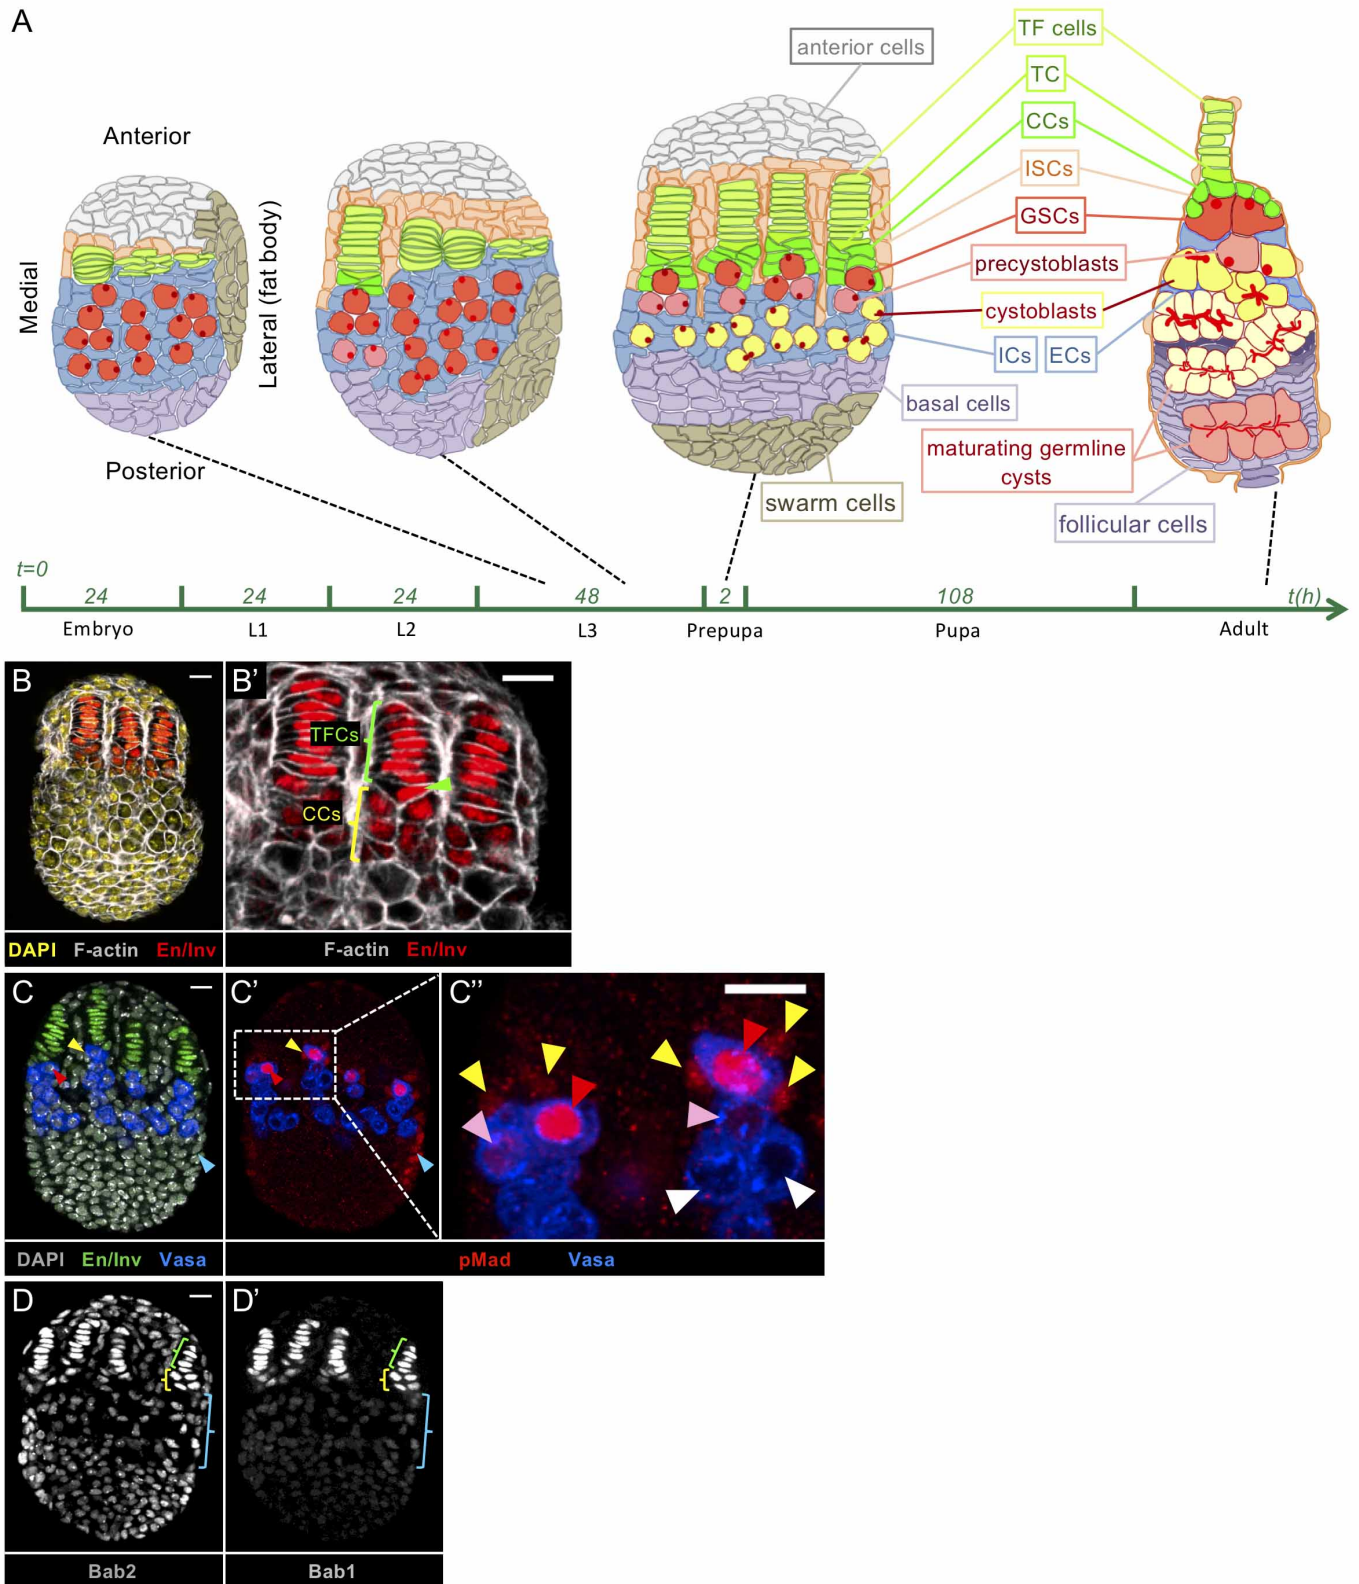 A
Anterior
Medial
Lateral (fat body)
Posterior
anterior cells
TF cells
TC
CCs
ISCs
GSCs
precystoblasts
cystoblasts
ICs
ECs
basal cells
maturating germline
cysts
swarm cells
follicular cells
t=0
24
24
24
48
2
108
t(h)
Embryo
L1
L2
L3
Prepupa
Pupa
Adult
B
B’
TFCs
CCs
DAPI F-actin En/Inv
F-actin En/Inv
C
C’
C’’
DAPI En/Inv Vasa
pMad Vasa
D
D’
Bab2
Bab1